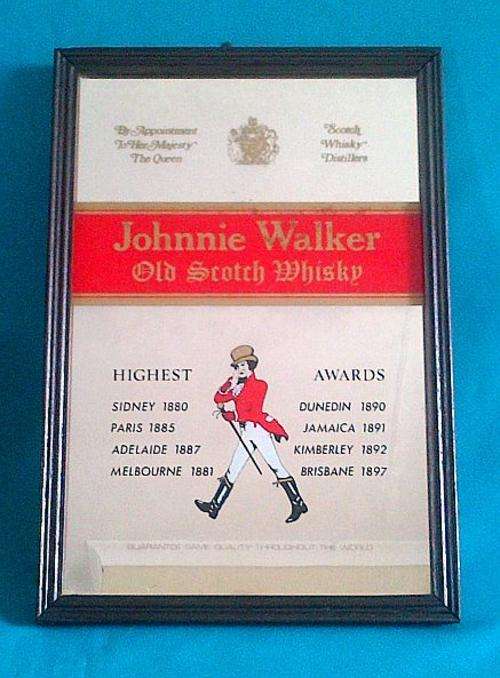 By Appointment
To Her Majesty
The Queen
Scotch
Whisky
Distillers
Johnnie Walker
Old Scotch Whisky
HIGHEST AWARDS
SIDNEY 1880 DUNEDIN 1890
PARIS 1885 JAMAICA 1891
ADELAIDE 1887 KIMBERLEY 1892
MELBOURNE 1881 BRISBANE 1897
SAME QUALITY THROUGHOUT THE WORLD